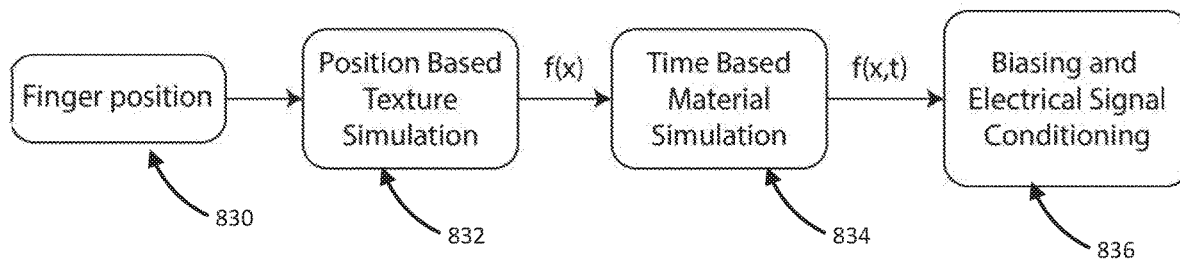 Finger position
Position Based
Texture
Simulation
f(x)
Time Based
Material
Simulation
f(x,t)
Biasing and
Electrical Signal
Conditioning
830
832
834
836